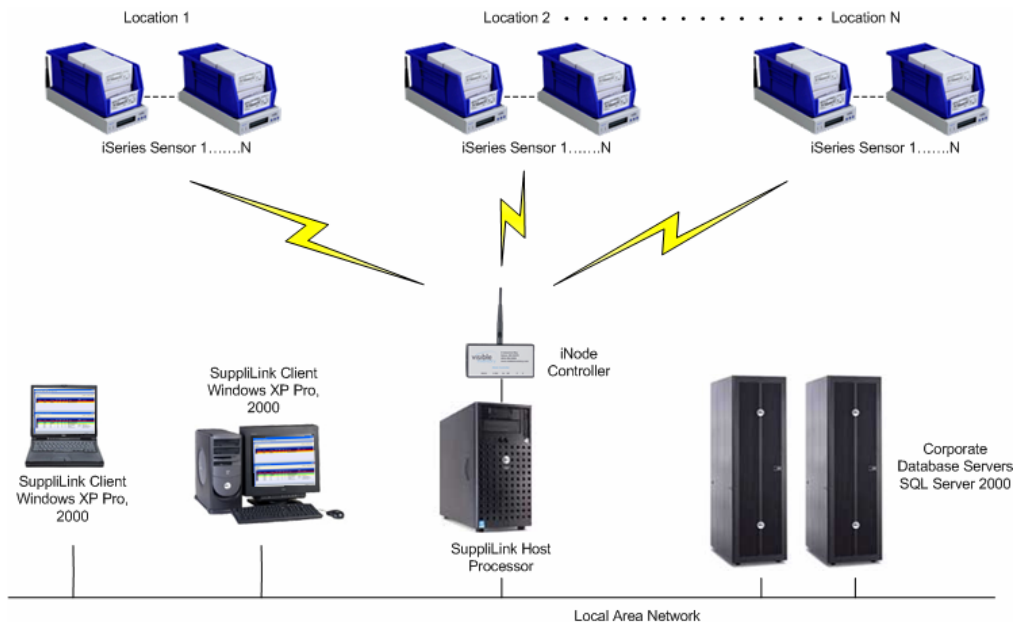 Location 1
Location 2
Location N
iSeries Sensor 1.......N
iSeries Sensor 1.......N
iSeries Sensor 1.......N
iNode
Controller
SuppliLink Client
Windows XP Pro,
2000
SuppliLink Client
Windows XP Pro,
2000
SuppliLink Host
Processor
Corporate
Database Servers
SQL Server 2000
Local Area Network